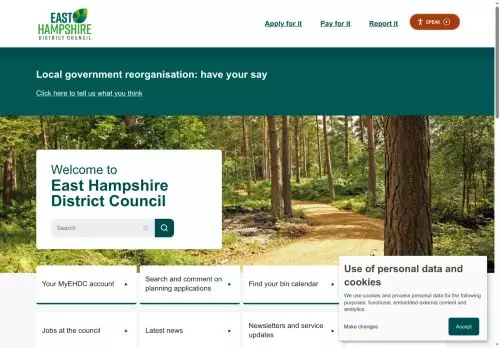 EAST
HAMPSHIRE
DISTRICT COUNCIL
Apply for it
Pay for it
Report it
SPEAK
Local government reorganisation: have your say
Click here to tell us what you think
Welcome to
East Hampshire
District Council
Search
Your MyEHDC account
Search and comment on
planning applications
Find your bin calendar
Jobs at the council
Latest news
Newsletters and service
updates
Use of personal data and
cookies
We use cookies and process personal data for the following
purposes: functional, embedded external content and
analytics.
Make changes
Accept